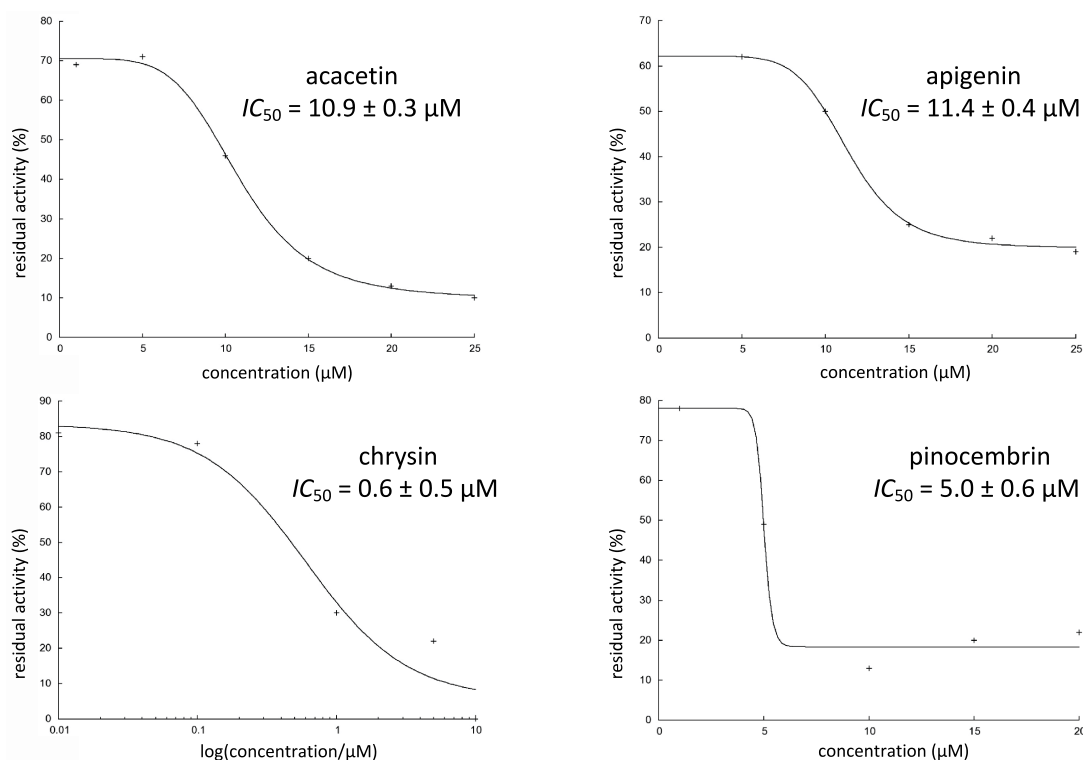 80
70
60
50
40
30
20
10
0
residual activity (%)
acacetin
IC50 = 10.9 ± 0.3 µM
0 5 10 15 20 25
concentration (µM)
70
60
50
40
30
20
10
0
residual activity (%)
apigenin
IC50 = 11.4 ± 0.4 µM
0 5 10 15 20 25
concentration (µM)
90
80
70
60
50
40
30
20
10
0
residual activity (%)
chrysin
IC50 = 0.6 ± 0.5 µM
0.01 0.1 1 10
log(concentration/µM)
80
70
60
50
40
30
20
10
0
residual activity (%)
pinocembrin
IC50 = 5.0 ± 0.6 µM
0 5 10 15 20
concentration (µM)